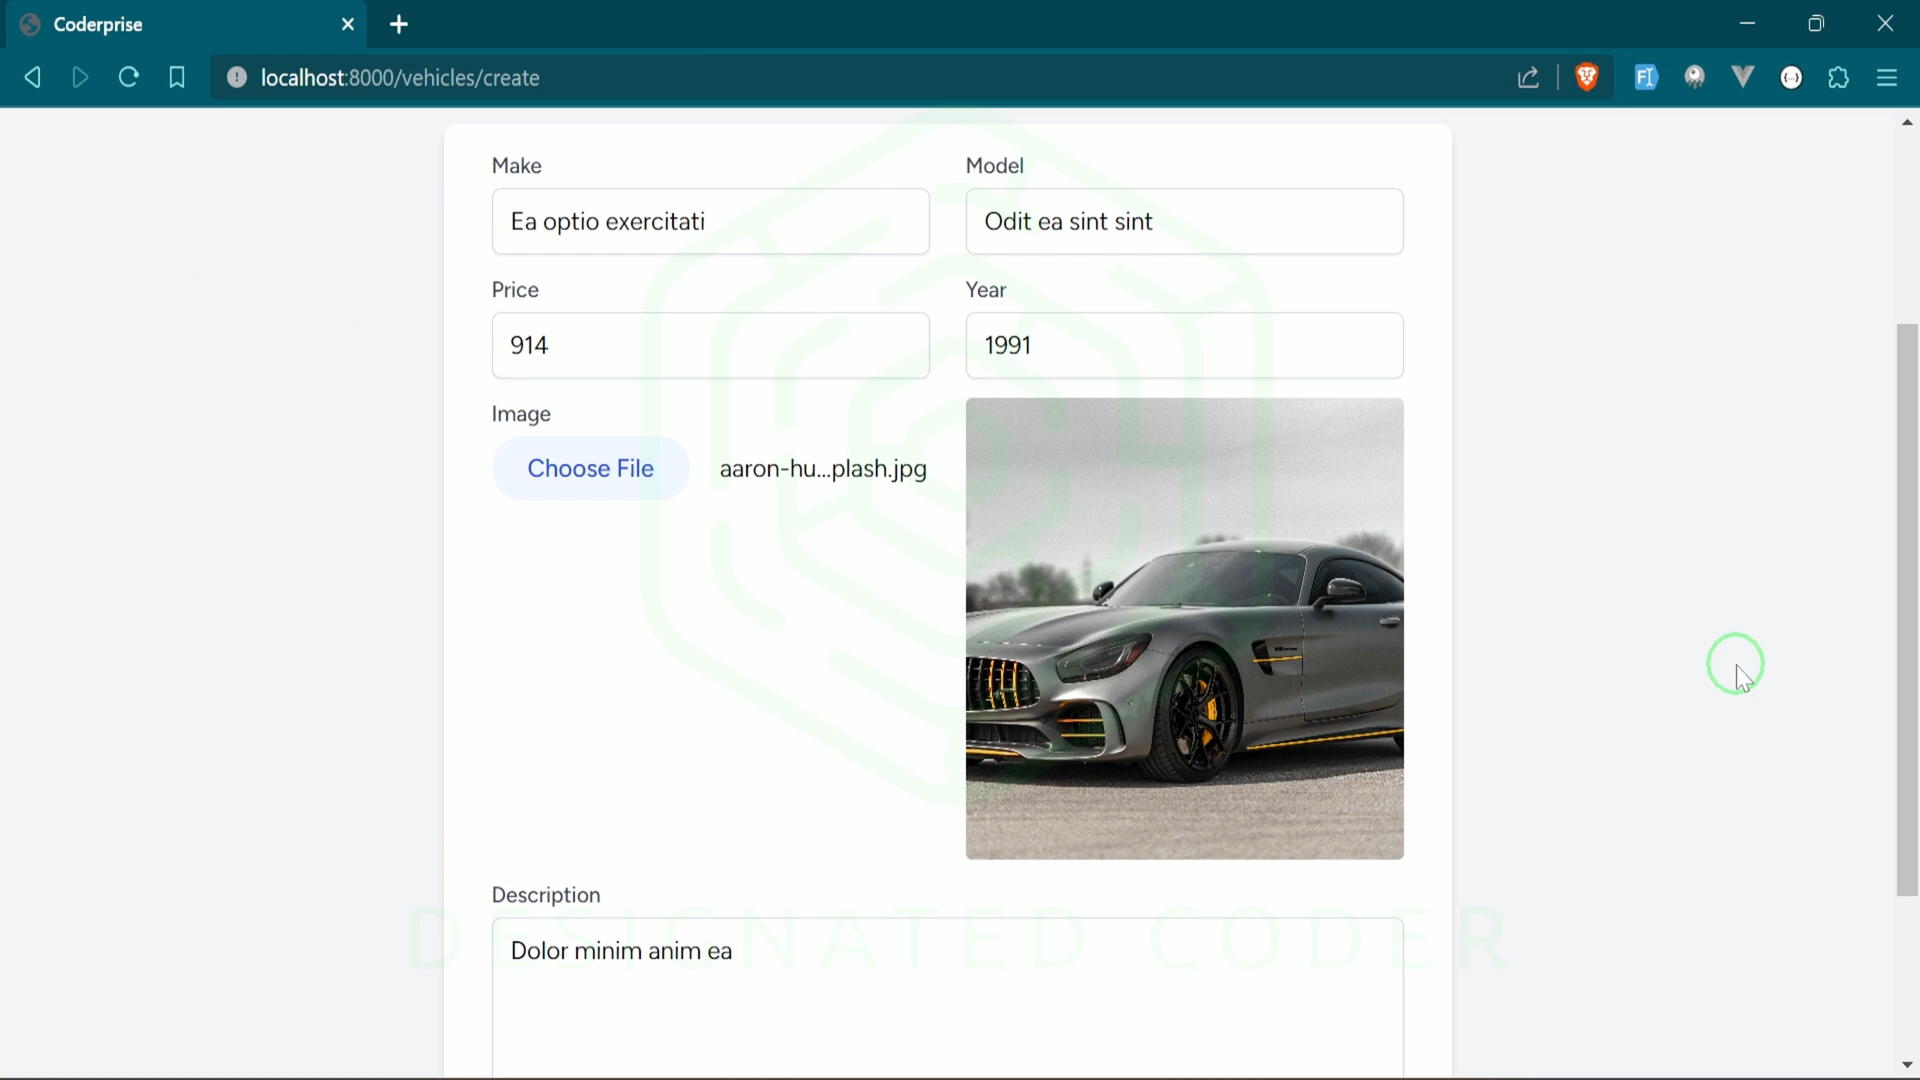 Coderprise
localhost:8000/vehicles/create
Make
Model
Ea optio exercitati
Odit ea sint sint
Price
Year
914
1991
Image
Choose File
aaron-hu...plash.jpg
Description
Dolor minim anim ea
DESIGNATED CODER